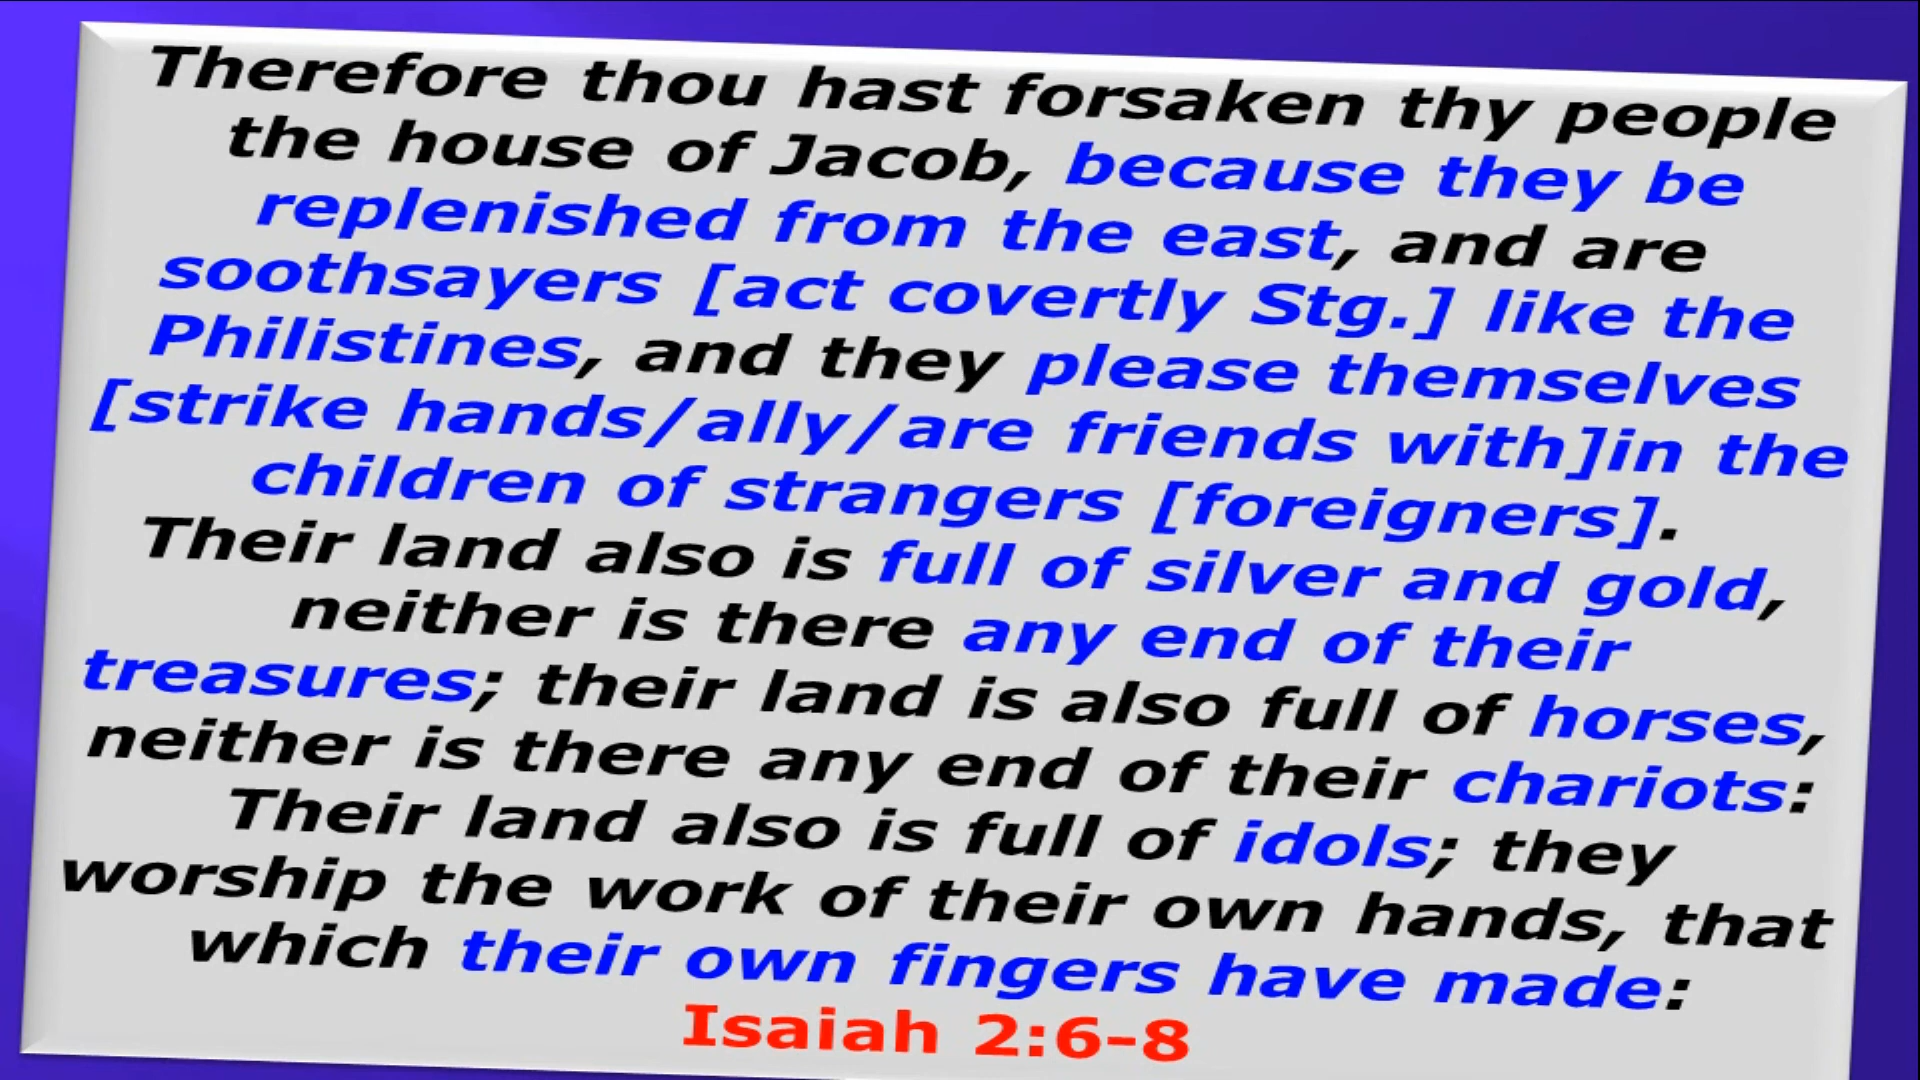 Therefore thou hast forsaken thy people
the house of Jacob, because they be
replenished from the east, and are
soothsayers [act covertly Stg.] like the
Philistines, and they please themselves
[strike hands/ally/are friends with]in the
children of strangers [foreigners].
Their land also is full of silver and gold,
neither is there any end of their
treasures; their land is also full of horses,
neither is there any end of their chariots:
Their land also is full of idols; they
worship the work of their own hands, that
which their own fingers have made:
Isaiah 2:6-8